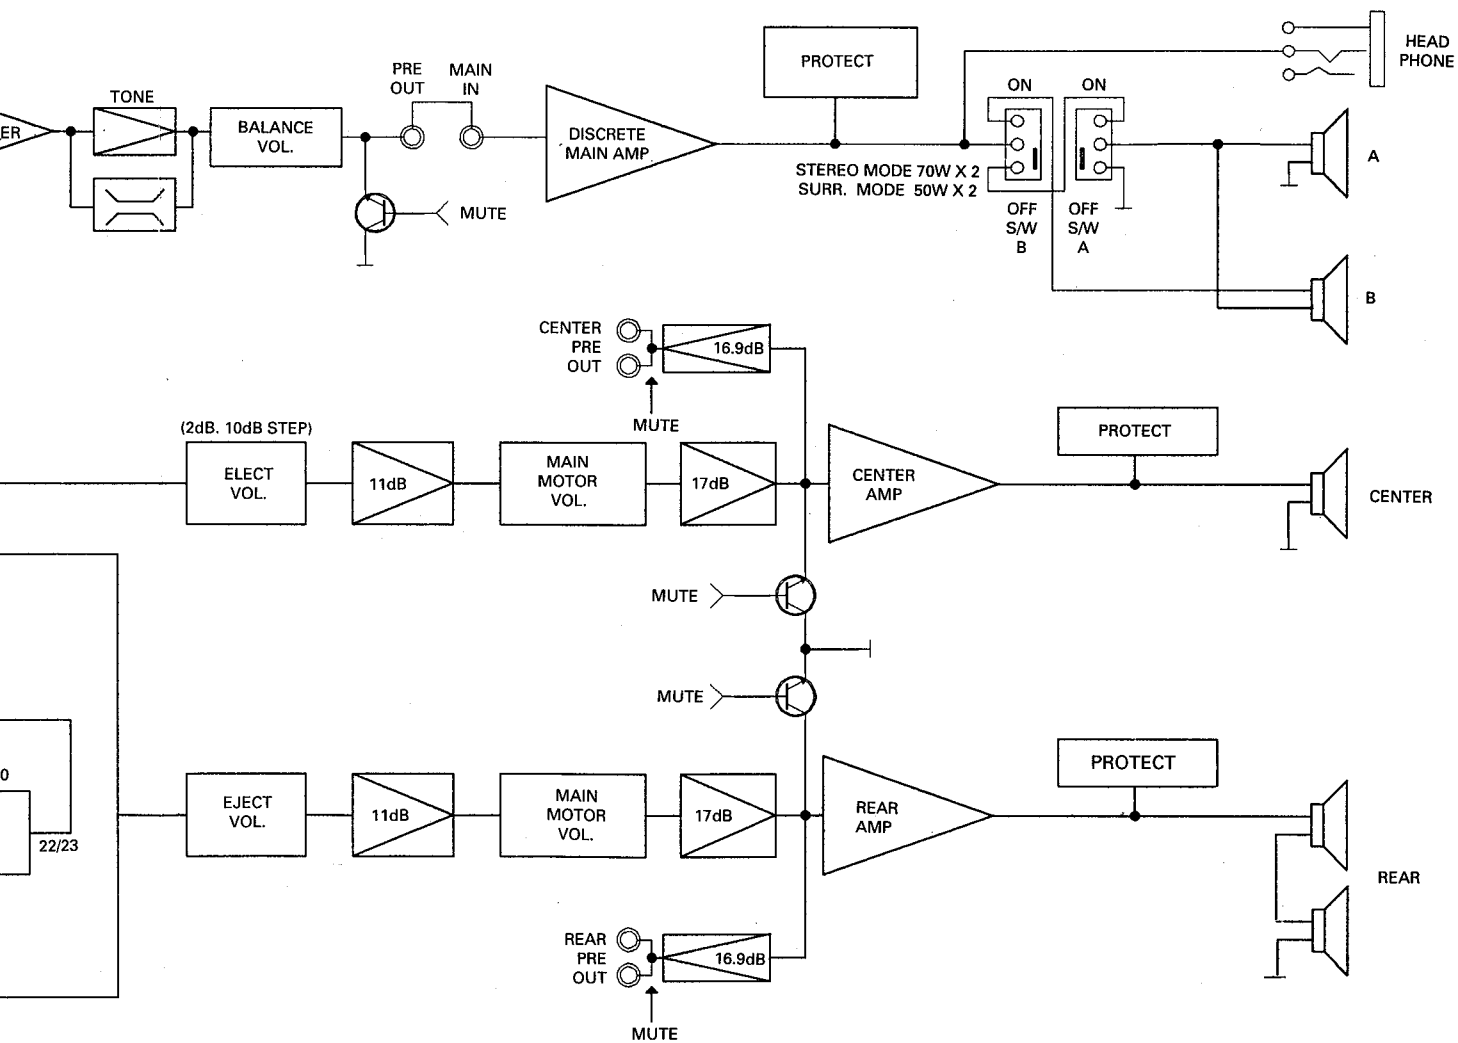 ER
TONE
BALANCE
VOL.
PRE
OUT
MAIN
IN
MUTE
DISCRETE
MAIN AMP
PROTECT
STEREO MODE 70W X 2
SURR. MODE 50W X 2
ON
ON
OFF
S/W
B
OFF
S/W
A
HEAD
PHONE
A
B
CENTER
PRE
OUT
16.9dB
MUTE
(2dB. 10dB STEP)
ELECT
VOL.
11dB
MAIN
MOTOR
VOL.
17dB
CENTER
AMP
PROTECT
CENTER
MUTE
MUTE
0
22/23
EJECT
VOL.
11dB
MAIN
MOTOR
VOL.
17dB
REAR
AMP
PROTECT
REAR
REAR
PRE
OUT
16.9dB
MUTE